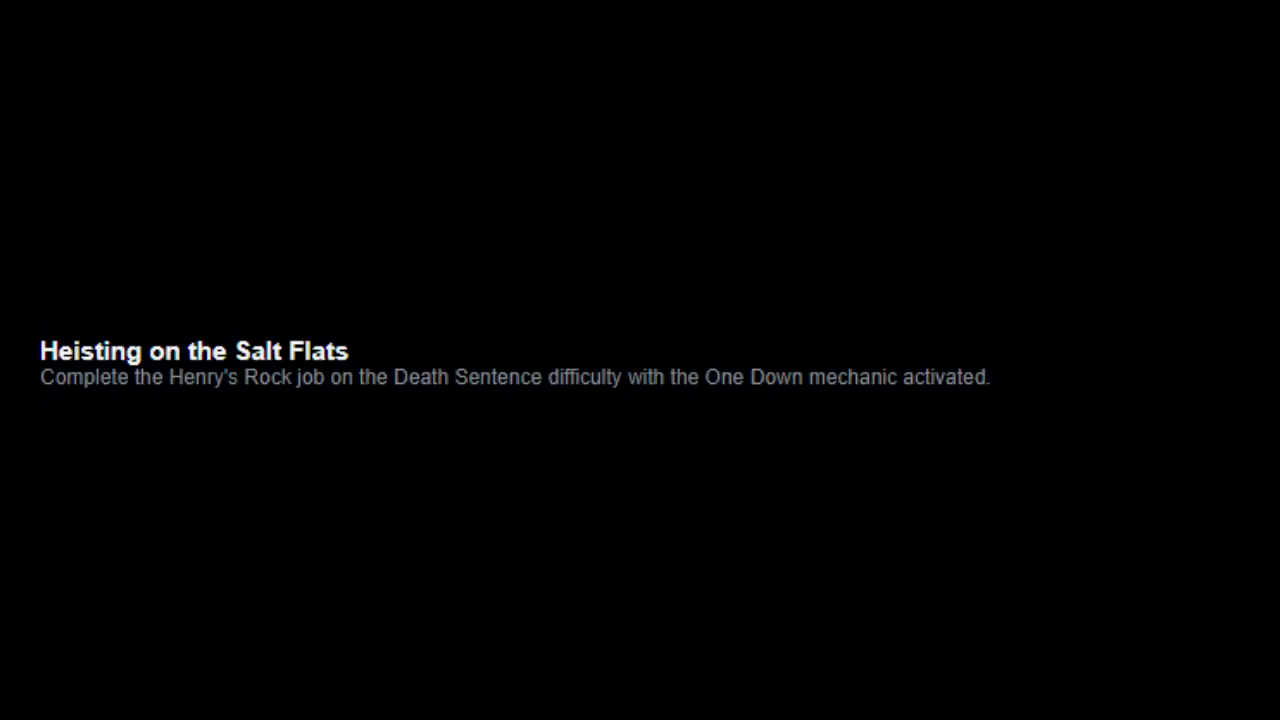 Heisting on the Salt Flats
Complete the Henry's Rock job on the Death Sentence difficulty with the One Down mechanic activated.